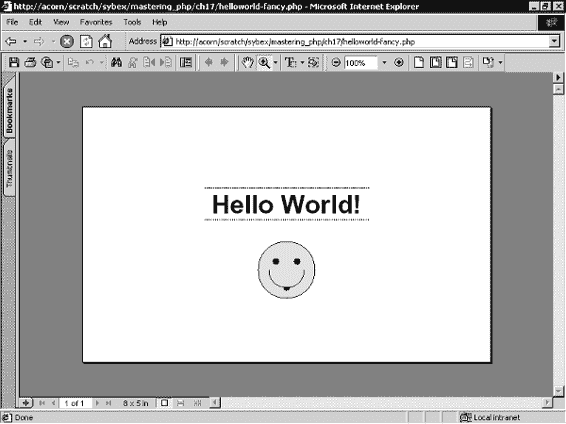 http://acorn/scratch/sybex/mastering_php/ch17/helloworld-fancy.php - Microsoft Internet Explorer
File Edit View Favorites Tools Help
Address http://acorn/scratch/sybex/mastering_php/ch17/helloworld-fancy.php
100%
Bookmarks
Thumbnails
Hello World!
1 of 1 8 x 5 in
Done Local intranet